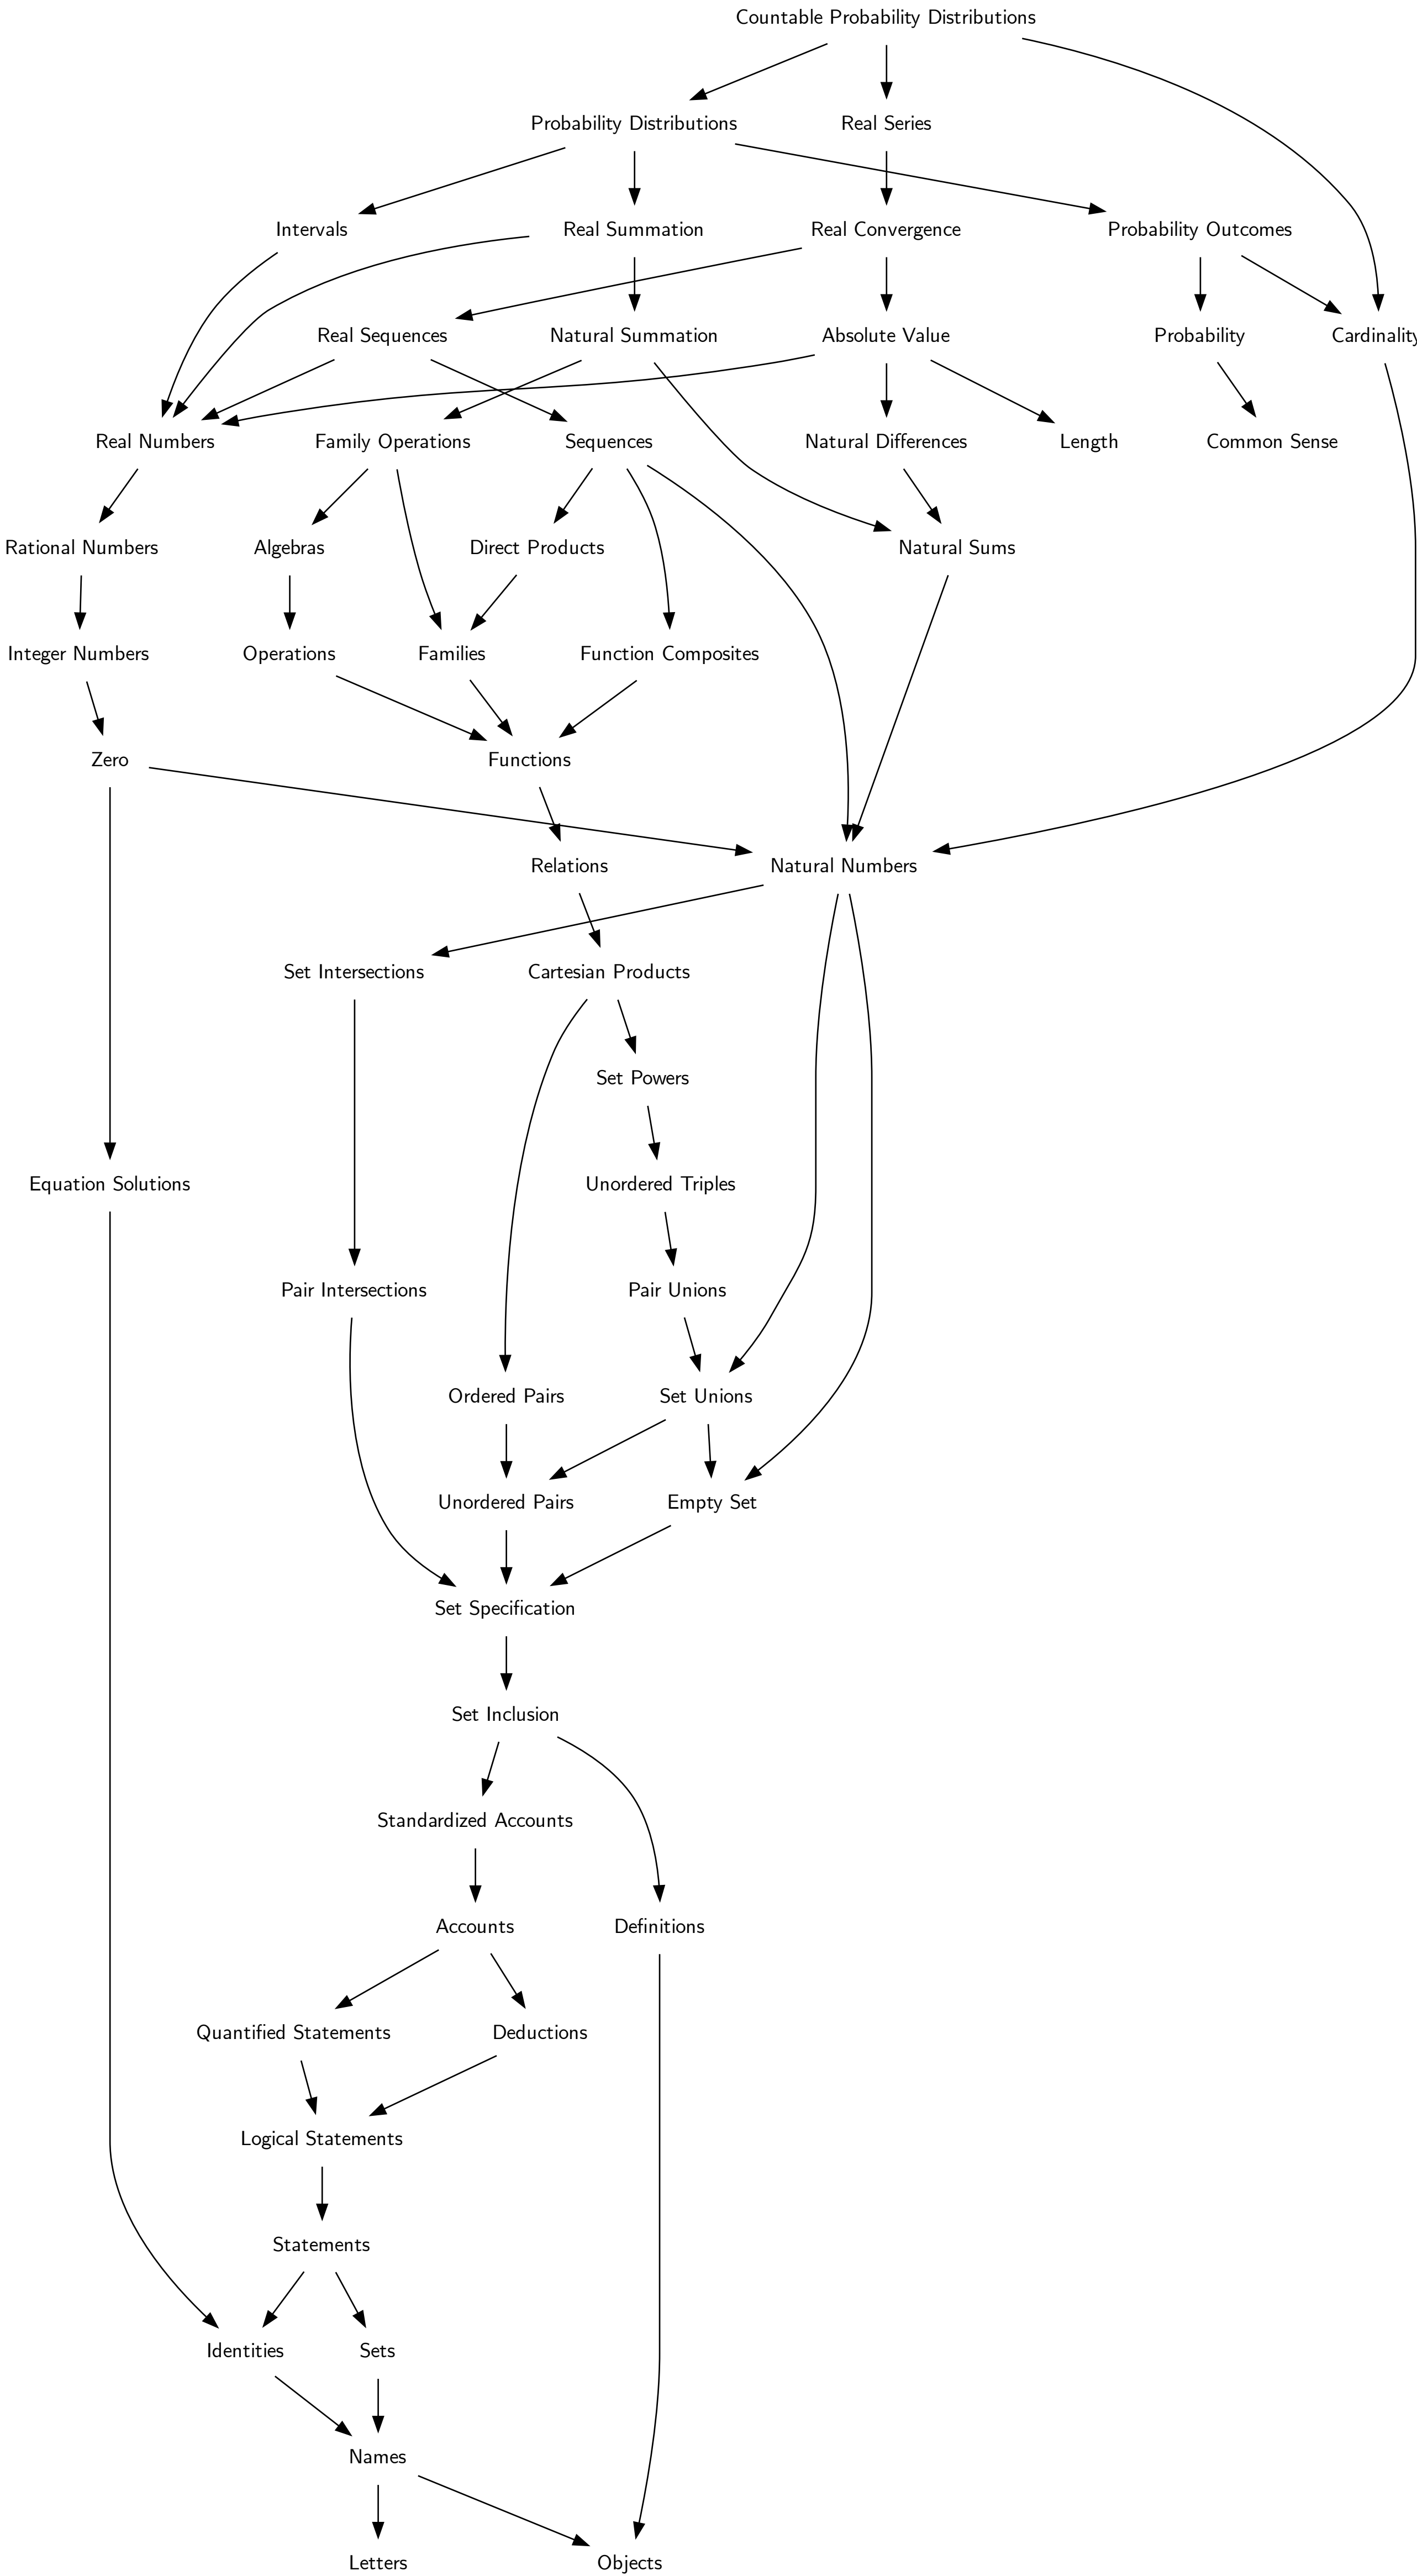 Countable Probability Distributions
Probability Distributions
Real Series
Intervals
Real Summation
Real Convergence
Probability Outcomes
Real Sequences
Natural Summation
Absolute Value
Probability
Cardinality
Real Numbers
Family Operations
Sequences
Natural Differences
Length
Common Sense
Rational Numbers
Algebras
Direct Products
Natural Sums
Integer Numbers
Operations
Families
Function Composites
Zero
Functions
Relations
Natural Numbers
Set Intersections
Cartesian Products
Set Powers
Equation Solutions
Unordered Triples
Pair Intersections
Pair Unions
Ordered Pairs
Set Unions
Unordered Pairs
Empty Set
Set Specification
Set Inclusion
Standardized Accounts
Accounts
Definitions
Quantified Statements
Deductions
Logical Statements
Statements
Identities
Sets
Names
Letters
Objects